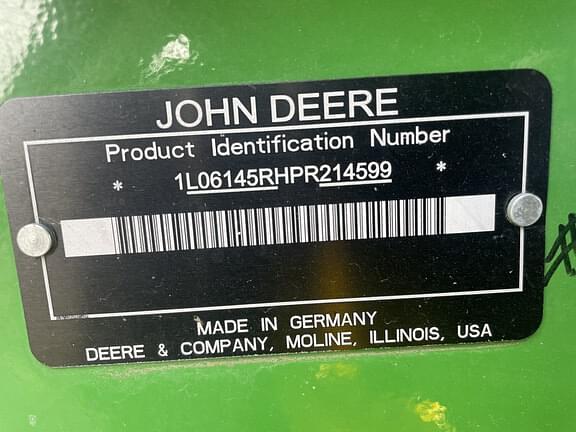 JOHN DEERE
Product Identification Number
* 1L06145RHPR214599 *
MADE IN GERMANY
DEERE & COMPANY, MOLINE, ILLINOIS, USA